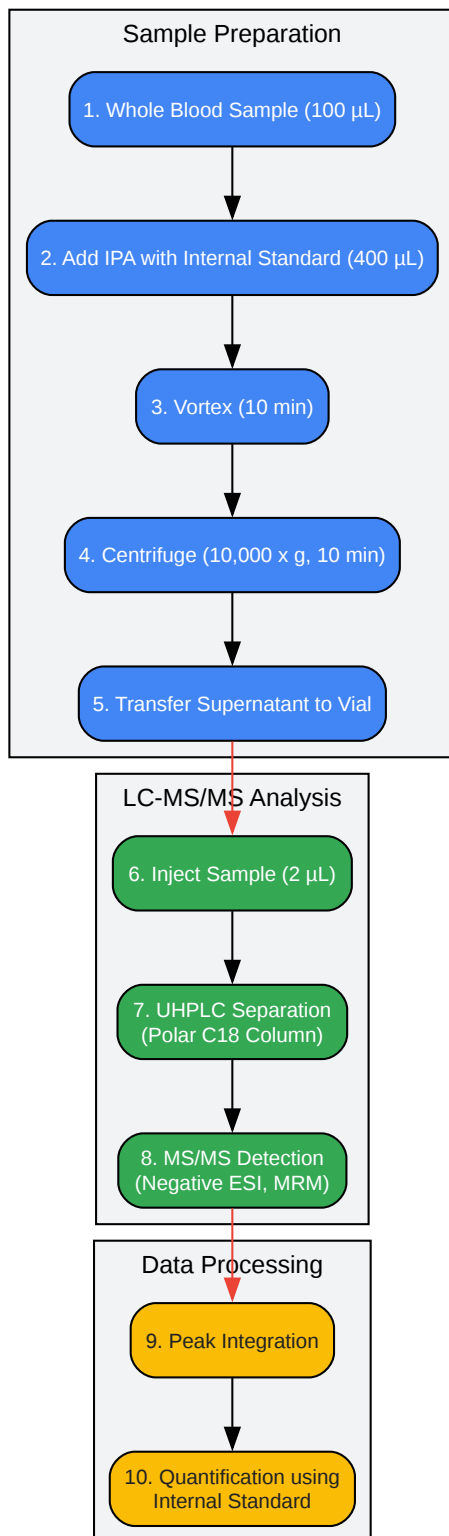 Sample Preparation
1. Whole Blood Sample (100 µL)
2. Add IPA with Internal Standard (400 µL)
3. Vortex (10 min)
4. Centrifuge (10,000 x g, 10 min)
5. Transfer Supernatant to Vial
LC-MS/MS Analysis
6. Inject Sample (2 µL)
7. UHPLC Separation
(Polar C18 Column)
8. MS/MS Detection
(Negative ESI, MRM)
Data Processing
9. Peak Integration
10. Quantification using
Internal Standard